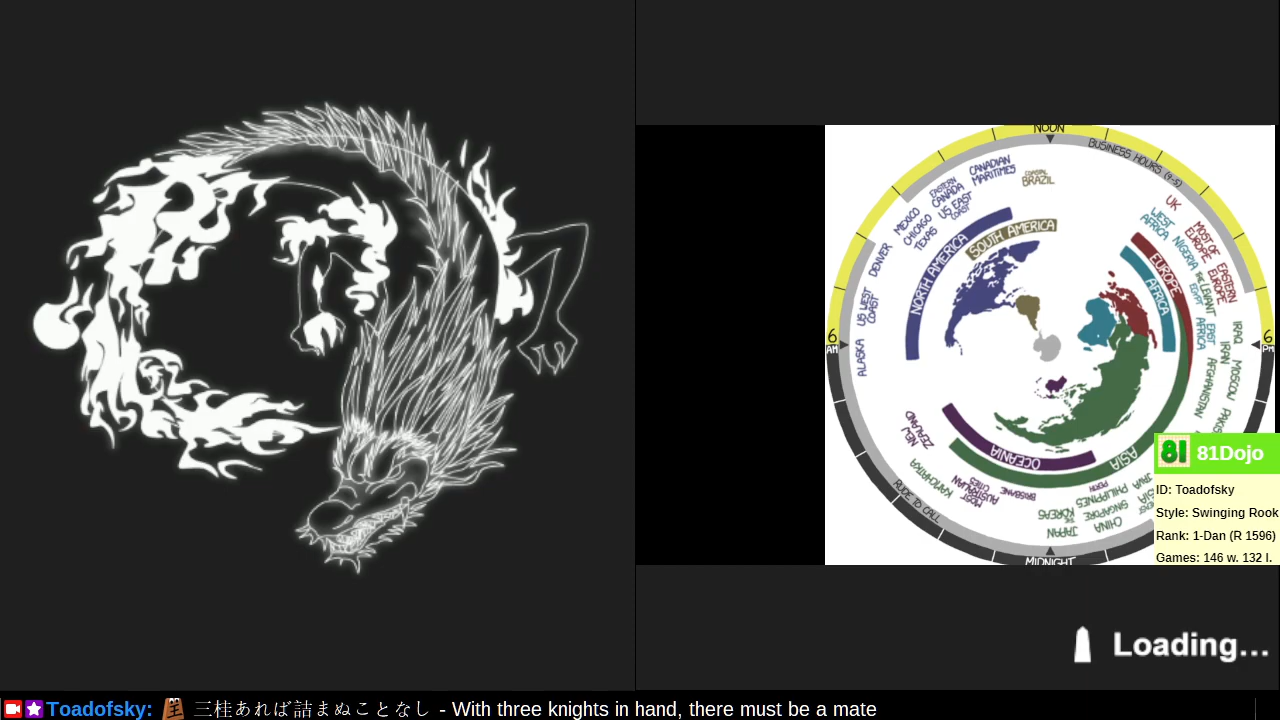 NOON
BUSINESS HOURS (9-5)
CANADIAN MARITIMES
COASTAL BRAZIL
EASTERN CANADA
US EAST COAST
MEXICO
CHICAGO
TEXAS
DENVER
US WEST COAST
ALASKA
NORTH AMERICA
SOUTH AMERICA
UK
WEST AFRICA
MOST OF EUROPE
NIGERIA
EASTERN EUROPE
THE LEVANT
EGYPT
EUROPE
AFRICA
EAST AFRICA
IRAQ
IRAN
MOSCOW
AFGHANISTAN
6 AM
6 PM
NEW ZEALAND
KAMCHATKA
OCEANIA
ASIA
MOST AUSTRALIAN CITIES
BRISBANE
PERTH
PHILIPPINES
JAVA
SINGAPORE
CHINA
THE KOREAS
JAPAN
RUDE TO CALL
MIDNIGHT
81 81Dojo
ID: Toadofsky
Style: Swinging Rook
Rank: 1-Dan (R 1596)
Games: 146 w. 132 l.
Loading...
Toadofsky: 三桂あれば詰まぬことなし - With three knights in hand, there must be a mate